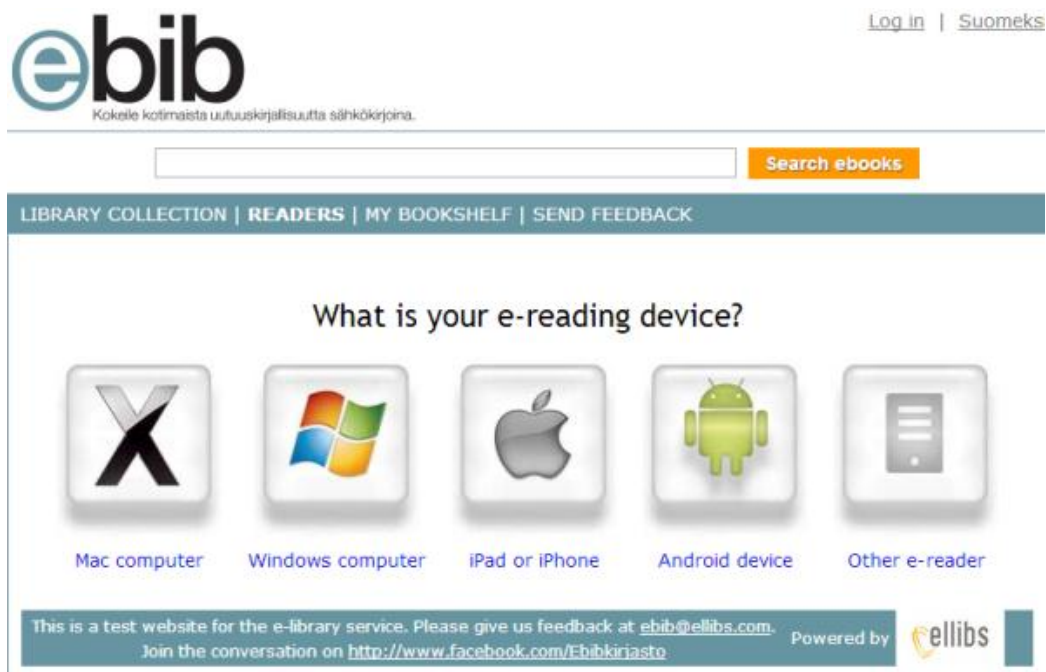 Log in | Suomeks
ebib
Kokeile kotimaista uutuuskirjallisuutta sähkökirjoina.
Search ebooks
LIBRARY COLLECTION | READERS | MY BOOKSHELF | SEND FEEDBACK
What is your e-reading device?
X
Mac computer Windows computer iPad or iPhone Android device Other e-reader
This is a test website for the e-library service. Please give us feedback at ebib@ellibs.com.
Join the conversation on http://www.facebook.com/Ebibkirjasto
Powered by ellibs